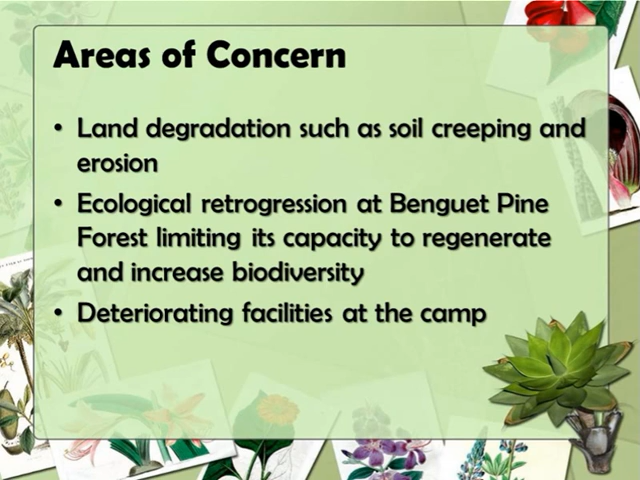 Areas of Concern
• Land degradation such as soil creeping and
erosion
• Ecological retrogression at Benguet Pine
Forest limiting its capacity to regenerate
and increase biodiversity
• Deteriorating facilities at the camp